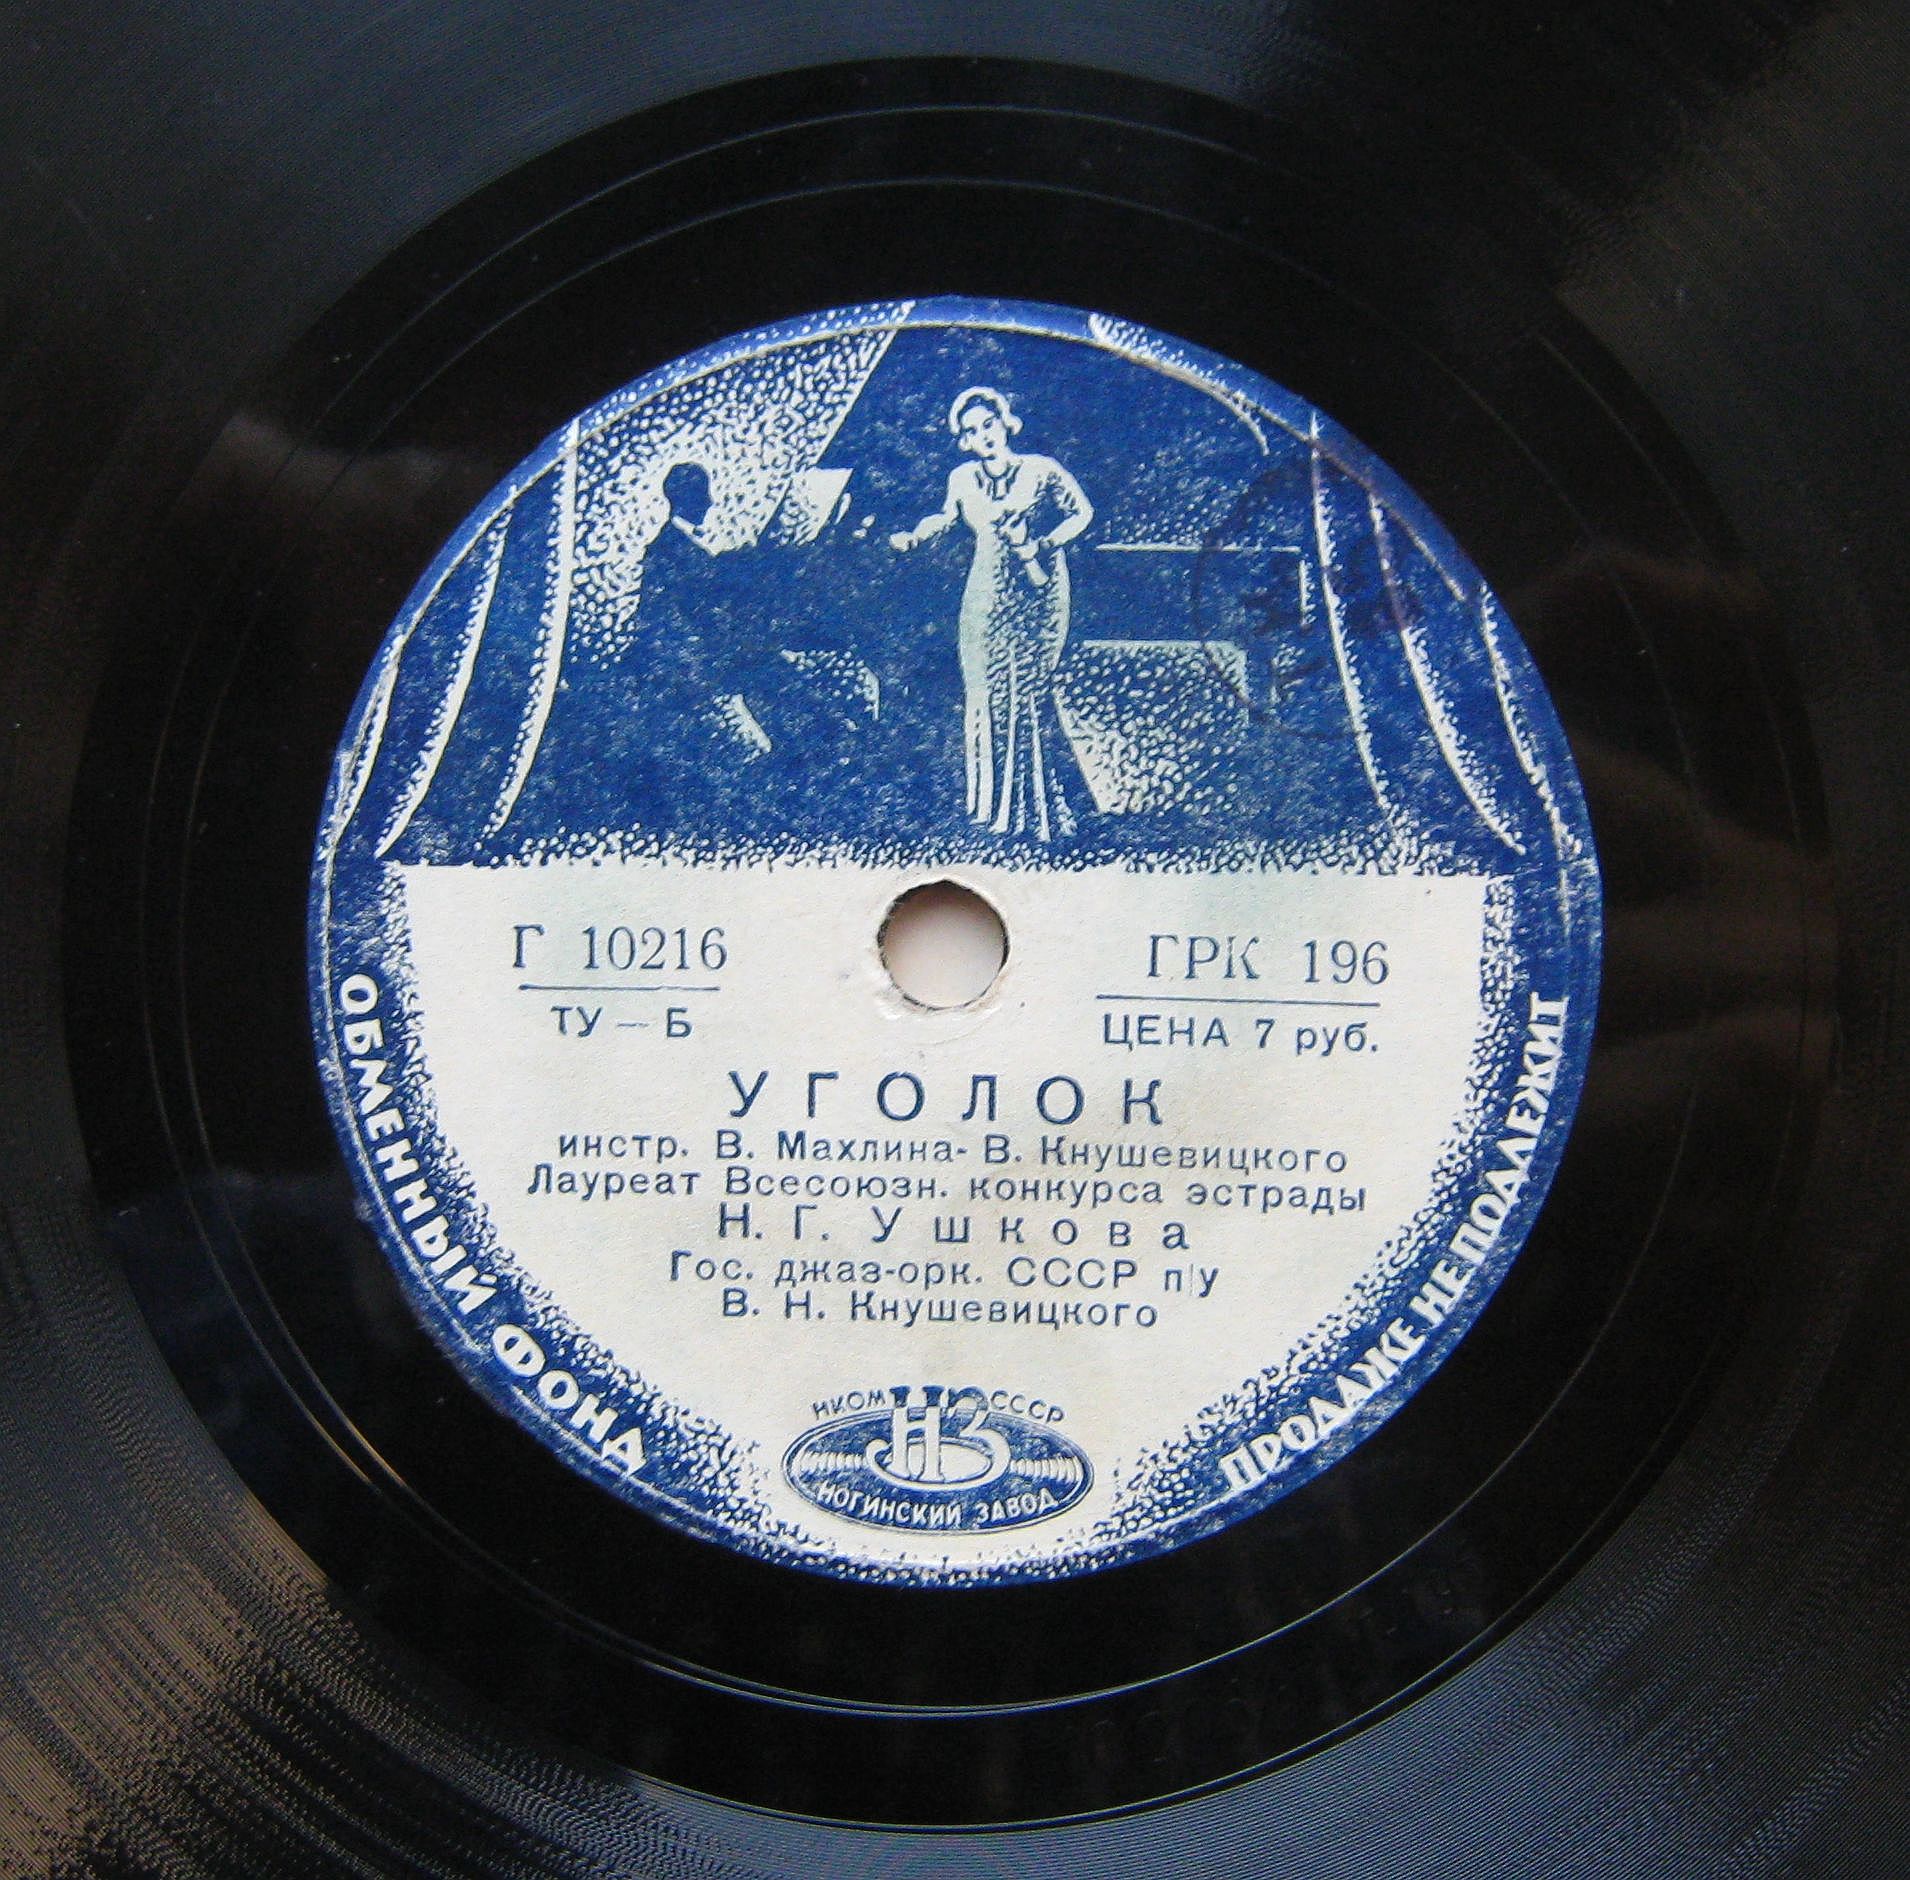 Г 10216
ГРК 196
ТУ — Б
ЦЕНА 7 руб.
УГОЛОК
инстр. В. Махлина- В. Кнушевицкого
Лауреат Всесоюзн. конкурса эстрады
Н. Г. Ушкова
Гос. джаз-орк. СССР п/у
В. Н. Кнушевицкого
НКОМ НЗ СССР
НОГИНСКИЙ ЗАВОД
ОБМЕННЫЙ ФОНД
ПРОДАЖЕ НЕ ПОДЛЕЖИТ